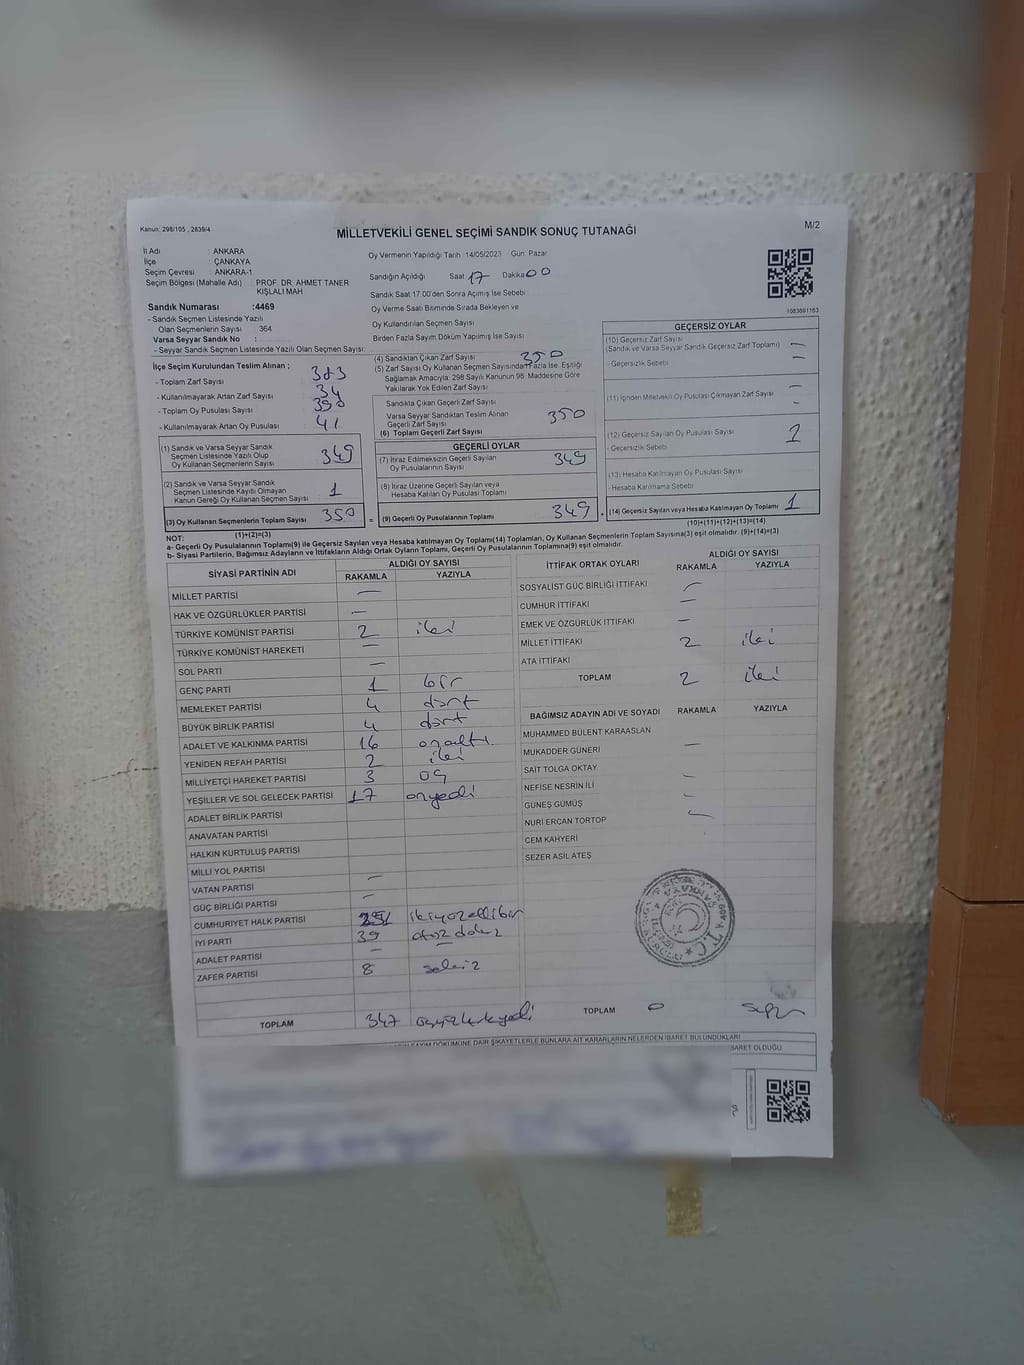 Kanun: 298/105 , 2839/4
M/2
MİLLETVEKİLİ GENEL SEÇİMİ SANDIK SONUÇ TUTANAĞI
İl Adı : ANKARA
İlçe : ÇANKAYA
Seçim Çevresi : ANKARA-1
Seçim Bölgesi (Mahalle Adı) : PROF. DR. AHMET TANER KIŞLALI MAH
Sandık Numarası :4469
- Sandık Seçmen Listesinde Yazılı
Olan Seçmenlerin Sayısı : 364
Varsa Seyyar Sandık No :
- Seyyar Sandık Seçmen Listesinde Yazılı Olan Seçmen Sayısı:
Oy Vermenin Yapıldığı Tarih :14/05/2023 Gün Pazar
Sandığın Açıldığı Saat 17 Dakika 00
Sandık Saat 17:00'den Sonra Açılmış İse Sebebi
Oy Verme Saati Bitiminde Sırada Bekleyen ve
Oy Kullandırılan Seçmen Sayısı
Birden Fazla Sayım Döküm Yapılmış İse Sayısı
1083691163
İlçe Seçim Kurulundan Teslim Alınan ;
- Toplam Zarf Sayısı : 383
- Kullanılmayarak Artan Zarf Sayısı : 34
- Toplam Oy Pusulası Sayısı : 390
- Kullanılmayarak Artan Oy Pusulası : 41
(1) Sandık ve Varsa Seyyar Sandık
Seçmen Listesinde Yazılı Olup
Oy Kullanan Seçmenlerin Sayısı : 349
(2) Sandık ve Varsa Seyyar Sandık
Seçmen Listesinde Kayıtlı Olmayan
Kanun Gereği Oy Kullanan Seçmen Sayısı : 1
(3) Oy Kullanan Seçmenlerin Toplam Sayısı : 350
(1)+(2)=(3)
(4) Sandıktan Çıkan Zarf Sayısı 350
(5) Zarf Sayısı Oy Kullanan Seçmen Sayısından Fazla İse, Eşitliği
Sağlamak Amacıyla, 298 Sayılı Kanunun 98. Maddesine Göre
Yakılarak Yok Edilen Zarf Sayısı
Sandıkta Çıkan Geçerli Zarf Sayısı
Varsa Seyyar Sandıktan Teslim Alınan
Geçerli Zarf Sayısı
(6) Toplam Geçerli Zarf Sayısı 350
GEÇERLİ OYLAR
(7) İtiraz Edilmeksizin Geçerli Sayılan
Oy Pusulalarının Sayısı 349
(8) İtiraz Üzerine Geçerli Sayılan veya
Hesaba Katılan Oy Pusulası Toplamı
= (9) Geçerli Oy Pusulalarının Toplamı 349
GEÇERSİZ OYLAR
(10) Geçersiz Zarf Sayısı
(Sandık ve Varsa Seyyar Sandık Geçersiz Zarf Toplamı) —
- Geçersiz Sebebi : —
(11) İçinden Milletvekili Oy Pusulası Çıkmayan Zarf Sayısı —
(12) Geçersiz Sayılan Oy Pusulası Sayısı 1
- Geçersizlik Sebebi :
(13) Hesaba Katılmayan Oy Pusulası Sayısı
- Hesaba Katılmama Sebebi :
+ (14) Geçersiz Sayılan veya Hesaba Katılmayan Oy Toplamı 1
(10)+(11)+(12)+(13)=(14)
NOT:
a- Geçerli Oy Pusulalarının Toplamı(9) ile Geçersiz Sayılan veya Hesaba Katılmayan Oy Toplamı(14) Toplamları, Oy Kullanan Seçmenlerin Toplam Sayısına(3) eşit olmalıdır. (9)+(14)=(3)
b- Siyasi Partilerin, Bağımsız Adayların ve İttifakların Aldığı Ortak Oyların Toplamı, Geçerli Oy Pusulalarının Toplamına(9) eşit olmalıdır.
SİYASİ PARTİNİN ADI ALDIĞI OY SAYISI
RAKAMLA YAZIYLA
MİLLET PARTİSİ —
HAK VE ÖZGÜRLÜKLER PARTİSİ —
TÜRKİYE KOMÜNİST PARTİSİ 2 iki
TÜRKİYE KOMÜNİST HAREKETİ —
SOL PARTİ —
GENÇ PARTİ 1 bir
MEMLEKET PARTİSİ 4 dört
BÜYÜK BİRLİK PARTİSİ 4 dört
ADALET VE KALKINMA PARTİSİ 16 onaltı
YENİDEN REFAH PARTİSİ 2 iki
MİLLİYETÇİ HAREKET PARTİSİ 3 üç
YEŞİLLER VE SOL GELECEK PARTİSİ 17 onyedi
ADALET BİRLİK PARTİSİ
ANAVATAN PARTİSİ
HALKIN KURTULUŞ PARTİSİ
MİLLİ YOL PARTİSİ
VATAN PARTİSİ —
GÜÇ BİRLİĞİ PARTİSİ —
CUMHURİYET HALK PARTİSİ 251 ikiyüzellibir
İYİ PARTİ 39 otuzdokuz
ADALET PARTİSİ — —
ZAFER PARTİSİ 8 sekiz
TOPLAM 347 üçyüzkırkyedi
İTTİFAK ORTAK OYLARI ALDIĞI OY SAYISI
RAKAMLA YAZIYLA
SOSYALİST GÜÇ BİRLİĞİ İTTİFAKI —
CUMHUR İTTİFAKI —
EMEK VE ÖZGÜRLÜK İTTİFAKI —
MİLLET İTTİFAKI 2 iki
ATA İTTİFAKI
TOPLAM 2 iki
BAĞIMSIZ ADAYIN ADI VE SOYADI RAKAMLA YAZIYLA
MUHAMMED BÜLENT KARAASLAN
MUKADDER GÜNERİ —
SAİT TOLGA OKTAY
NEFİSE NESRİN İLİ —
GÜNEŞ GÜMÜŞ —
NURİ ERCAN TORTOP —
CEM KAHYERİ
SEZER ASİL ATEŞ
T.C.
TOPLAM 0 sıfır
SAYIM DÖKÜMÜNE DAİR ŞİKAYETLERLE BUNLARA AİT KARARLARIN NELERDEN İBARET BULUNDUKLARI
İBARET OLDUĞU